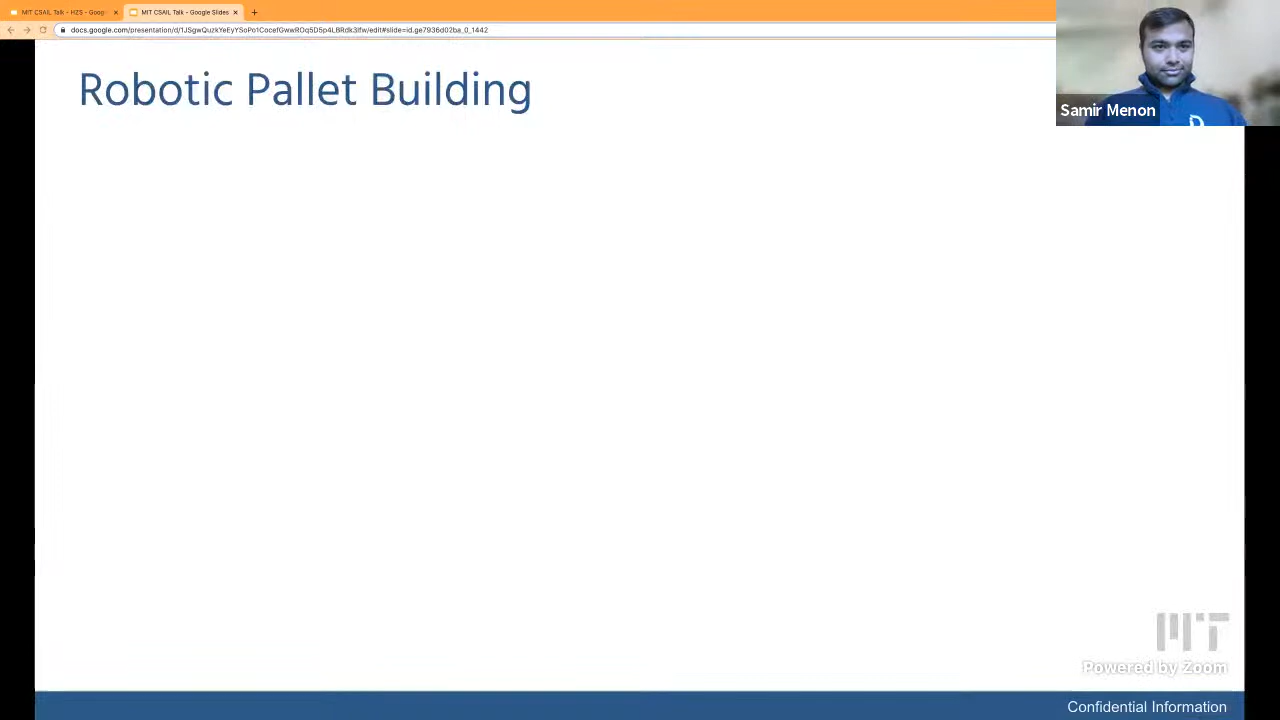 MIT CSAIL Talk - H2S - Goog
MIT CSAIL Talk - Google Slides
Robotic Pallet Building
Samir Menon
MIT
Powered by Zoom
Confidential Information